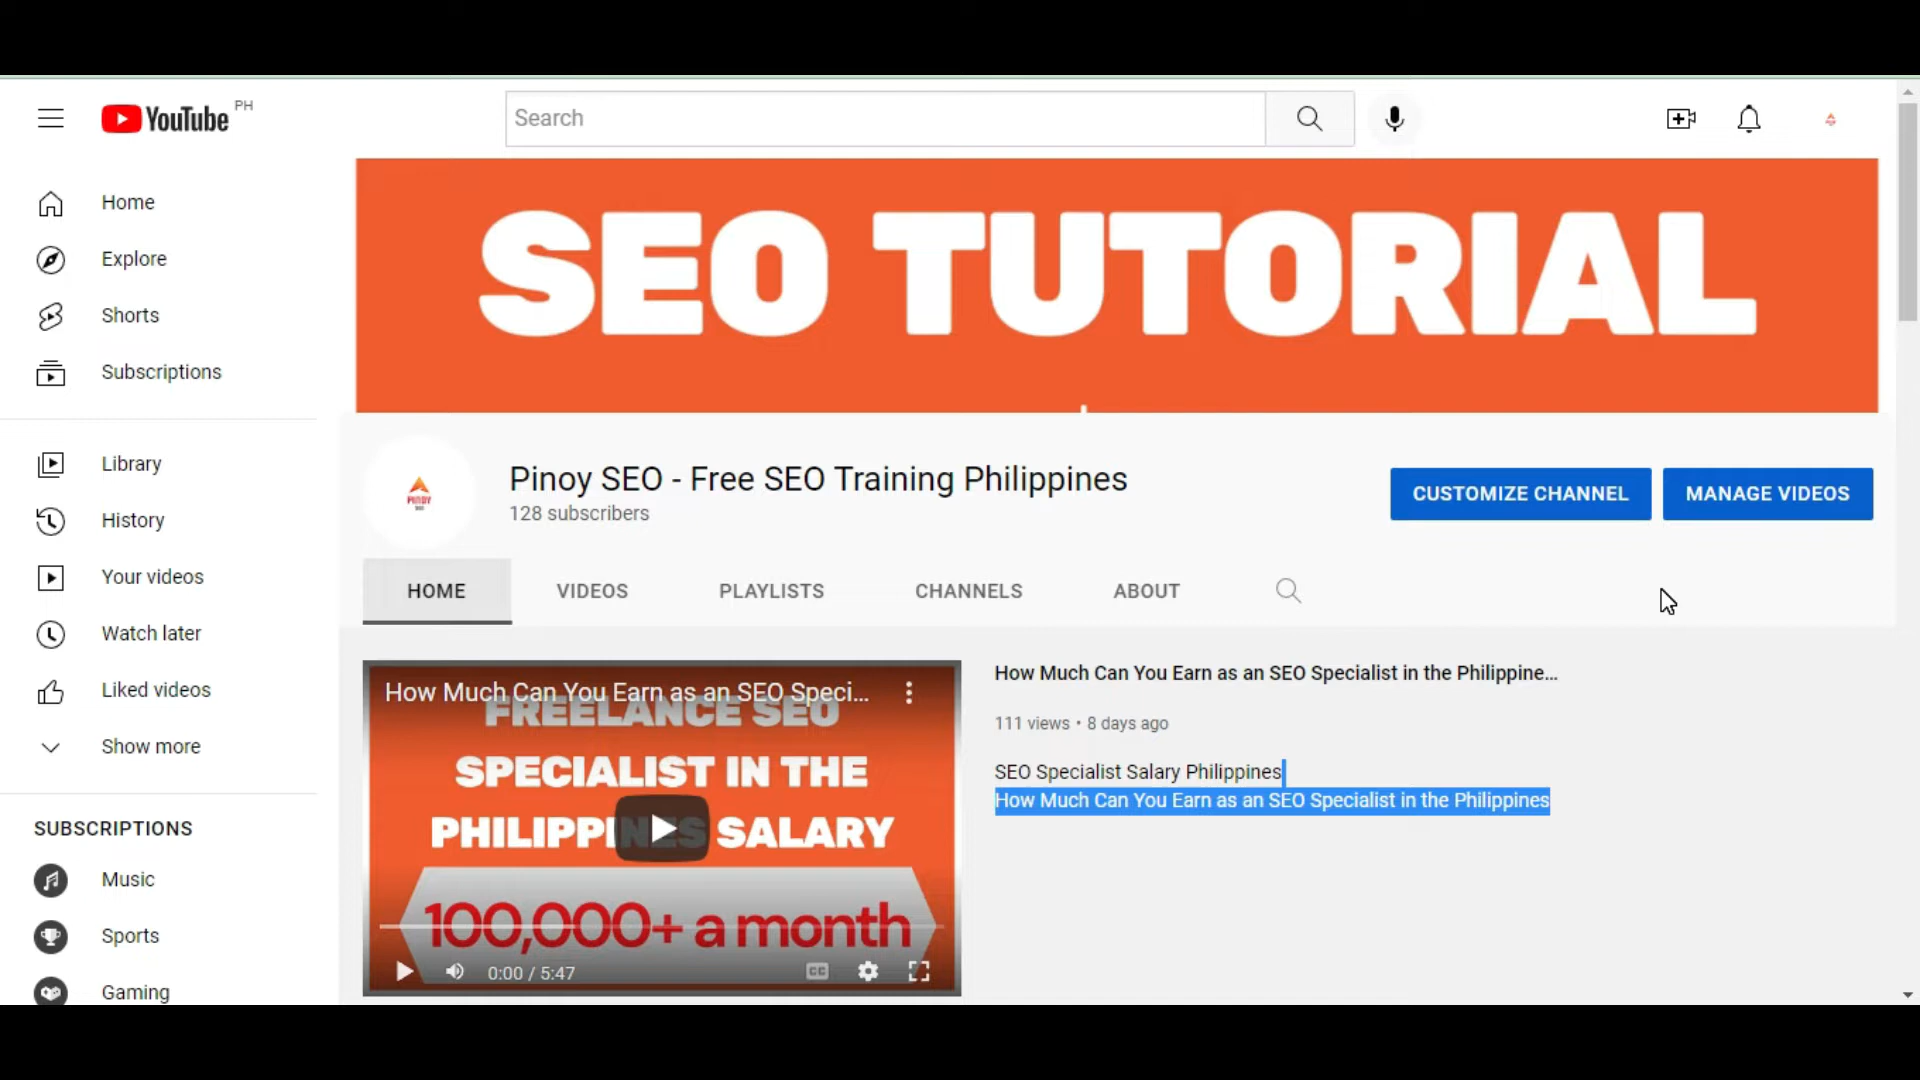 YouTube PH
Search
Home
Explore
Shorts
Subscriptions
Library
History
Your videos
Watch later
Liked videos
Show more
SUBSCRIPTIONS
Music
Sports
Gaming
SEO TUTORIAL
PINOY
Pinoy SEO - Free SEO Training Philippines
128 subscribers
CUSTOMIZE CHANNEL
MANAGE VIDEOS
HOME
VIDEOS
PLAYLISTS
CHANNELS
ABOUT
How Much Can You Earn as an SEO Speci...
FREELANCE SEO
SPECIALIST IN THE
PHILIPPINES SALARY
100,000+ a month
0:00 / 5:47
CC
How Much Can You Earn as an SEO Specialist in the Philippine...
111 views • 8 days ago
SEO Specialist Salary Philippines
How Much Can You Earn as an SEO Specialist in the Philippines